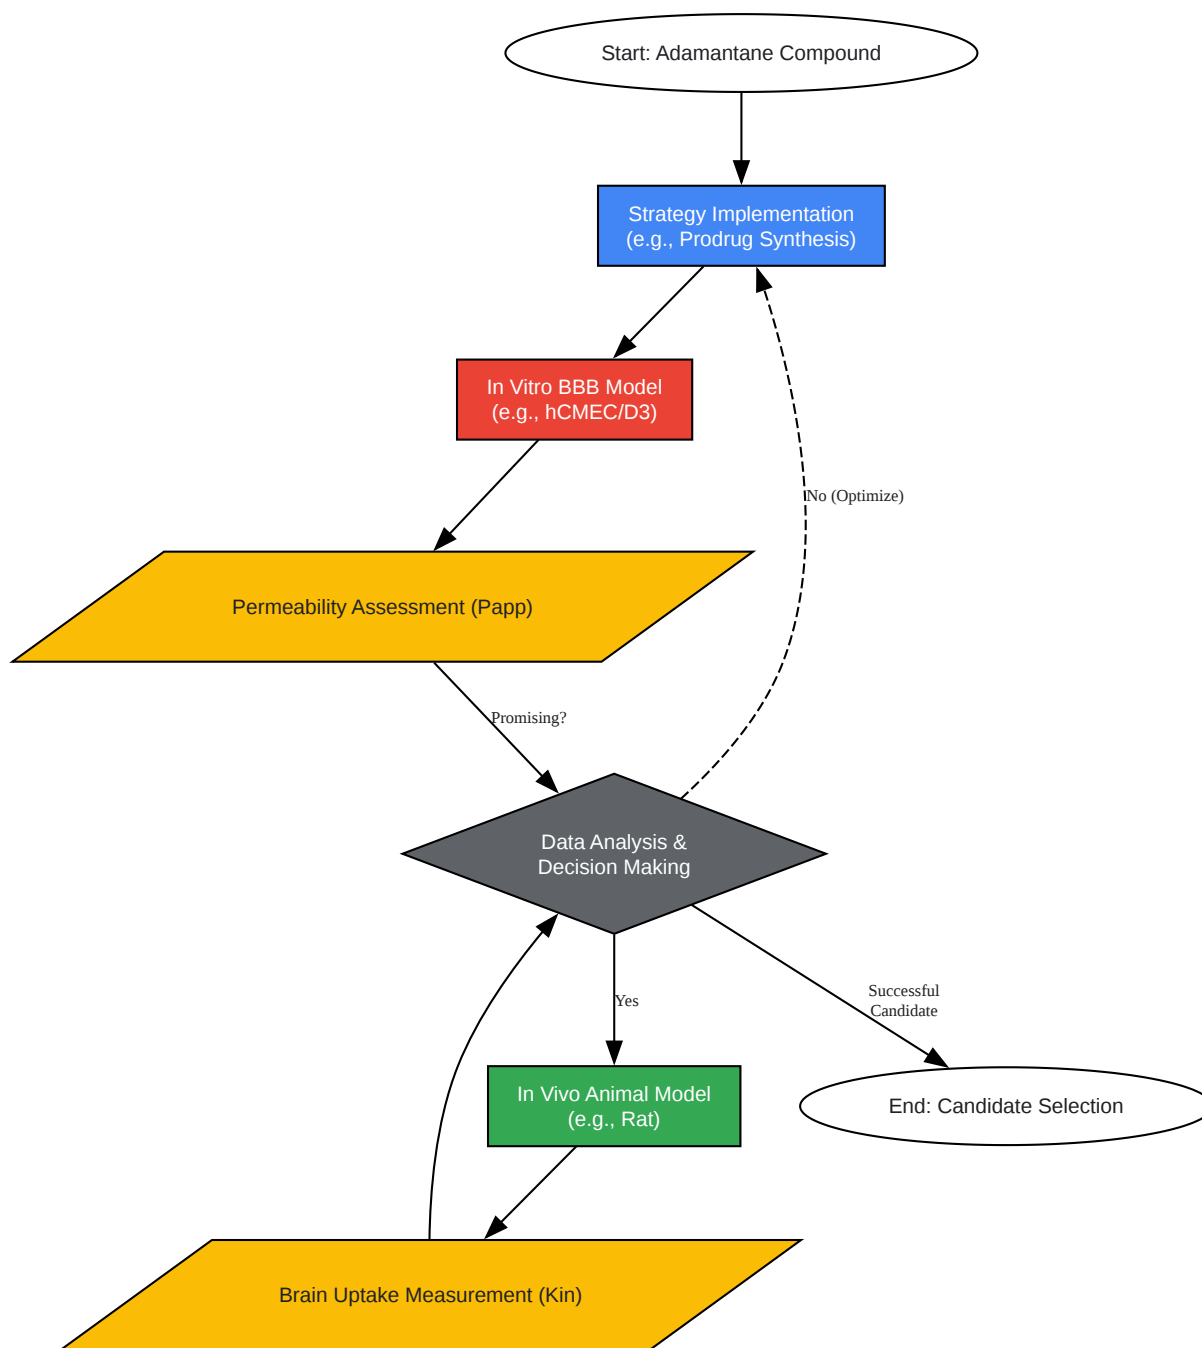 Start: Adamantane Compound
Strategy Implementation
(e.g., Prodrug Synthesis)
In Vitro BBB Model
(e.g., hCMEC/D3)
No (Optimize)
Permeability Assessment (Papp)
Promising?
Data Analysis &
Decision Making
Yes
Successful
Candidate
In Vivo Animal Model
(e.g., Rat)
End: Candidate Selection
Brain Uptake Measurement (Kin)